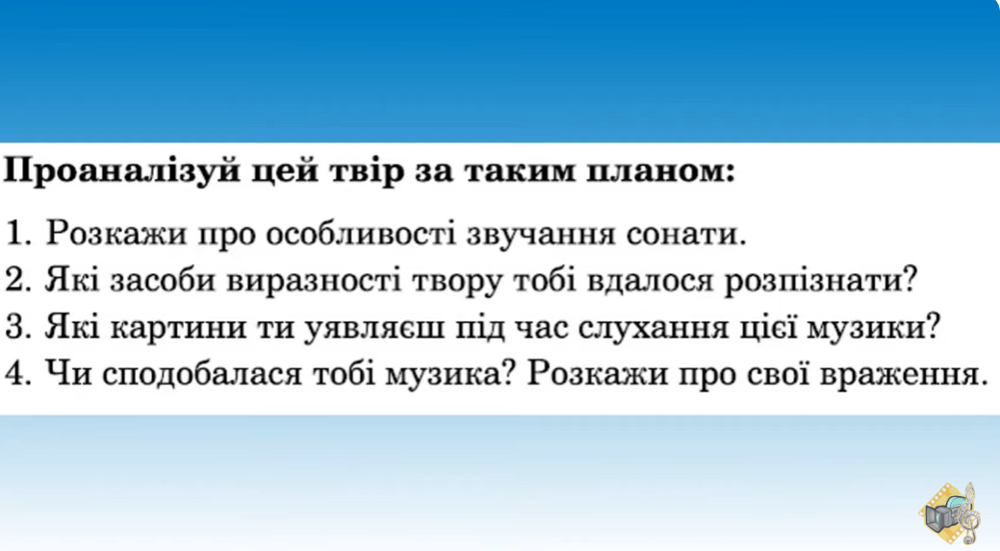 Проаналізуй цей твір за таким планом:
1. Розкажи про особливості звучання сонати.
2. Які засоби виразності твору тобі вдалося розпізнати?
3. Які картини ти уявляєш під час слухання цієї музики?
4. Чи сподобалася тобі музика? Розкажи про свої враження.